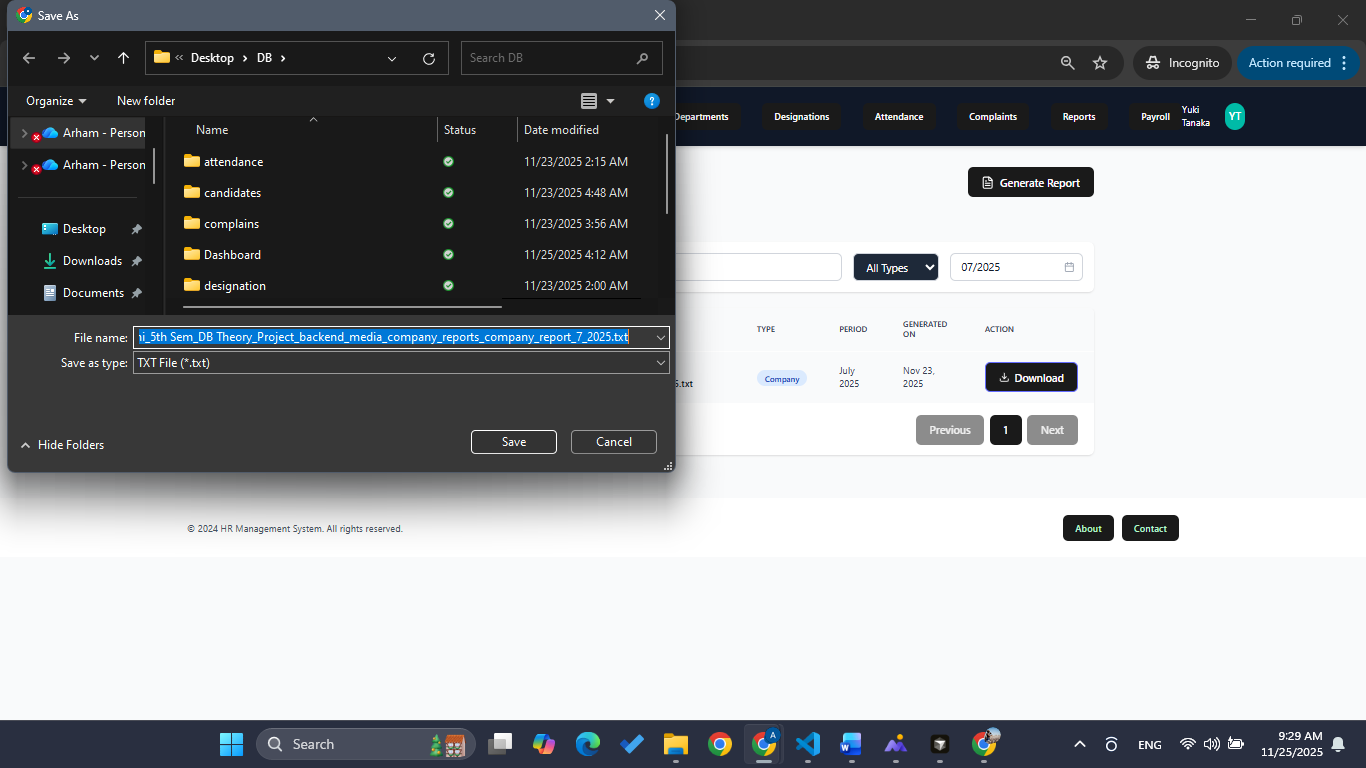 Save As
Desktop
DB
Search DB
Organize
New folder
?
Arham - Person
Arham - Person
Desktop
Downloads
Documents
Name
Status
Date modified
attendance
11/23/2025 2:15 AM
candidates
11/23/2025 4:48 AM
complains
11/23/2025 3:56 AM
Dashboard
11/25/2025 4:12 AM
designation
11/23/2025 2:00 AM
File name:
i_5th Sem_DB Theory_Project_backend_media_company_reports_company_report_7_2025.txt
Save as type:
TXT File (*.txt)
Hide Folders
Save
Cancel
Incognito
Action required
Departments
Designations
Attendance
Complaints
Reports
Payroll
Yuki
Tanaka
YT
Generate Report
All Types
07/2025
TYPE
PERIOD
GENERATED
ON
ACTION
5.txt
Company
July
2025
Nov 23,
2025
Download
Previous
1
Next
© 2024 HR Management System. All rights reserved.
About
Contact
Search
A
ENG
9:29 AM
11/25/2025